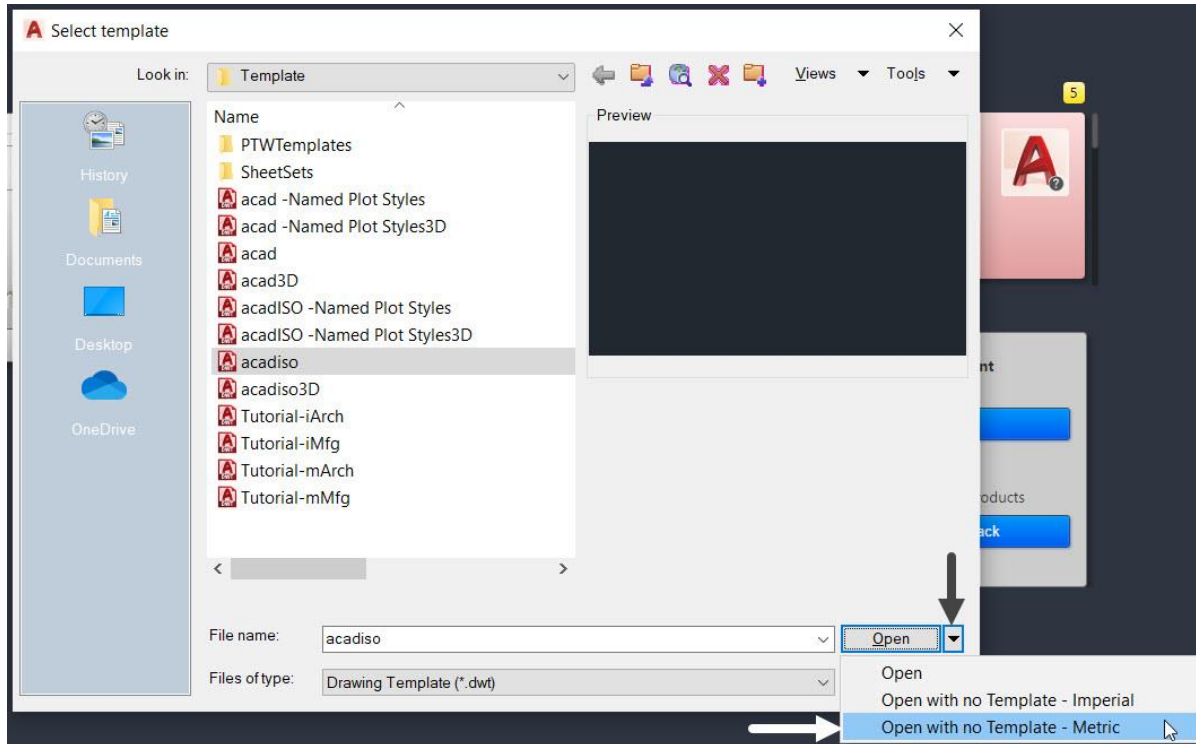 Select template
Look in: Template Views Tools
5
History
Documents
Desktop
OneDrive
Name
PTWTemplates
SheetSets
acad -Named Plot Styles
acad -Named Plot Styles3D
acad
acad3D
acadISO -Named Plot Styles
acadISO -Named Plot Styles3D
acadiso
acadiso3D
Tutorial-iArch
Tutorial-iMfg
Tutorial-mArch
Tutorial-mMfg
Preview
nt
oducts
ack
File name: acadiso Open
Files of type: Drawing Template (*.dwt)
Open
Open with no Template - Imperial
Open with no Template - Metric